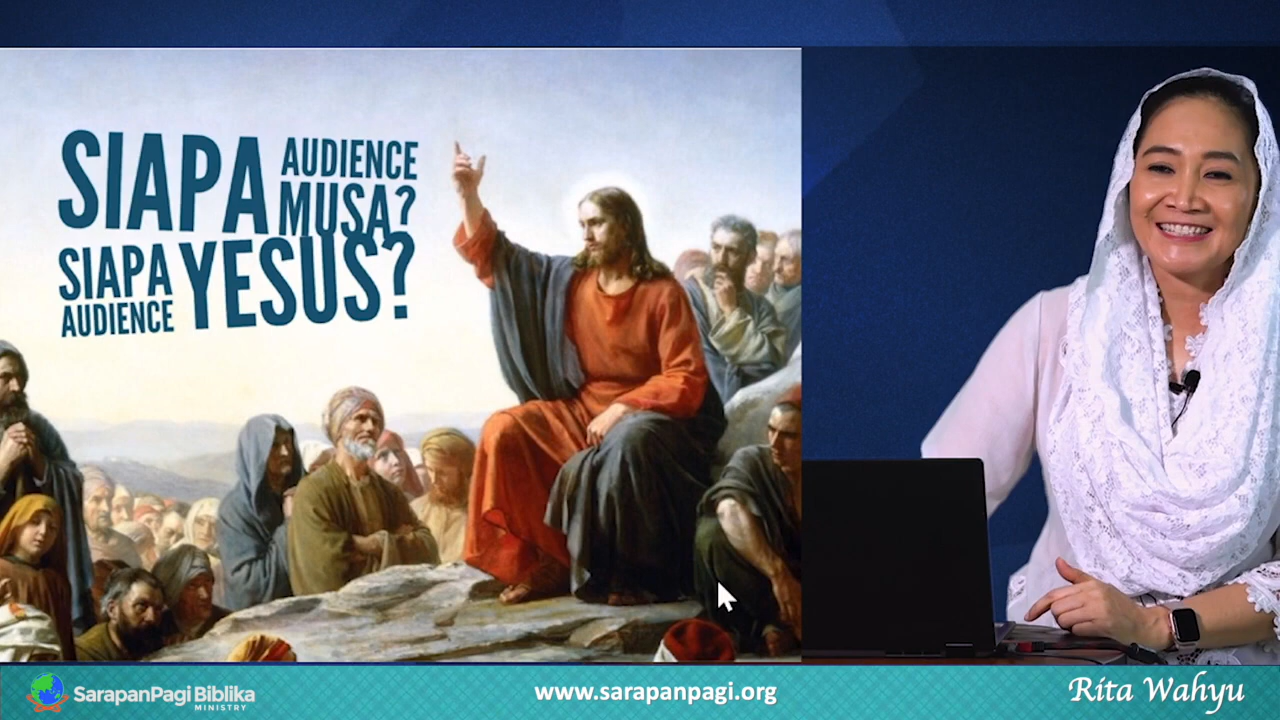 SIAPA AUDIENCE MUSA?
SIAPA AUDIENCE YESUS?
SarapanPagi Biblika
MINISTRY
www.sarapanpagi.org
Rita Wahyu